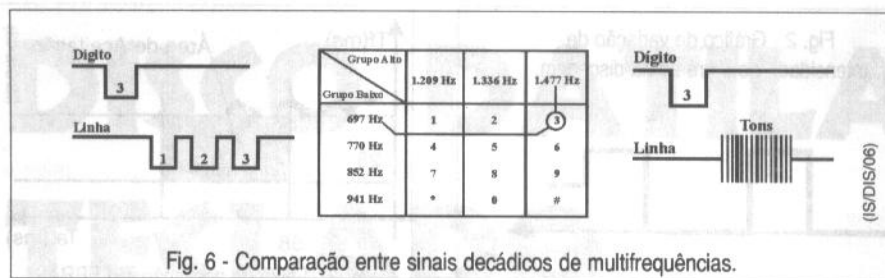 Dígito
3
Linha
1 2 3
Grupo Alto
Grupo Baixo
1.209 Hz 1.336 Hz 1.477 Hz
697 Hz 1 2 3
770 Hz 4 5 6
852 Hz 7 8 9
941 Hz * 0 #
Dígito
3
Tons
Linha
(IS/DIS/06)
Fig. 6 - Comparação entre sinais decádicos de multifrequências.